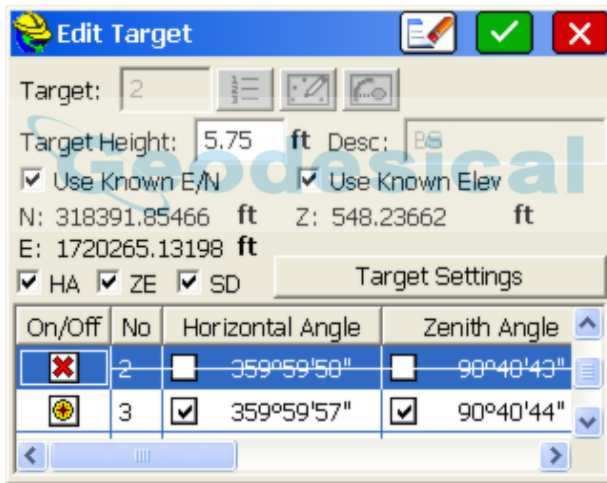 Edit Target
Target: 2
Target Height: 5.75 ft Desc: BS
Geodesical
Use Known E/N Use Known Elev
N: 318391.85466 ft Z: 548.23662 ft
E: 1720265.13198 ft
HA ZE SD Target Settings
On/Off No Horizontal Angle Zenith Angle
2 359°59'50" 90°40'43"
3 359°59'57" 90°40'44"